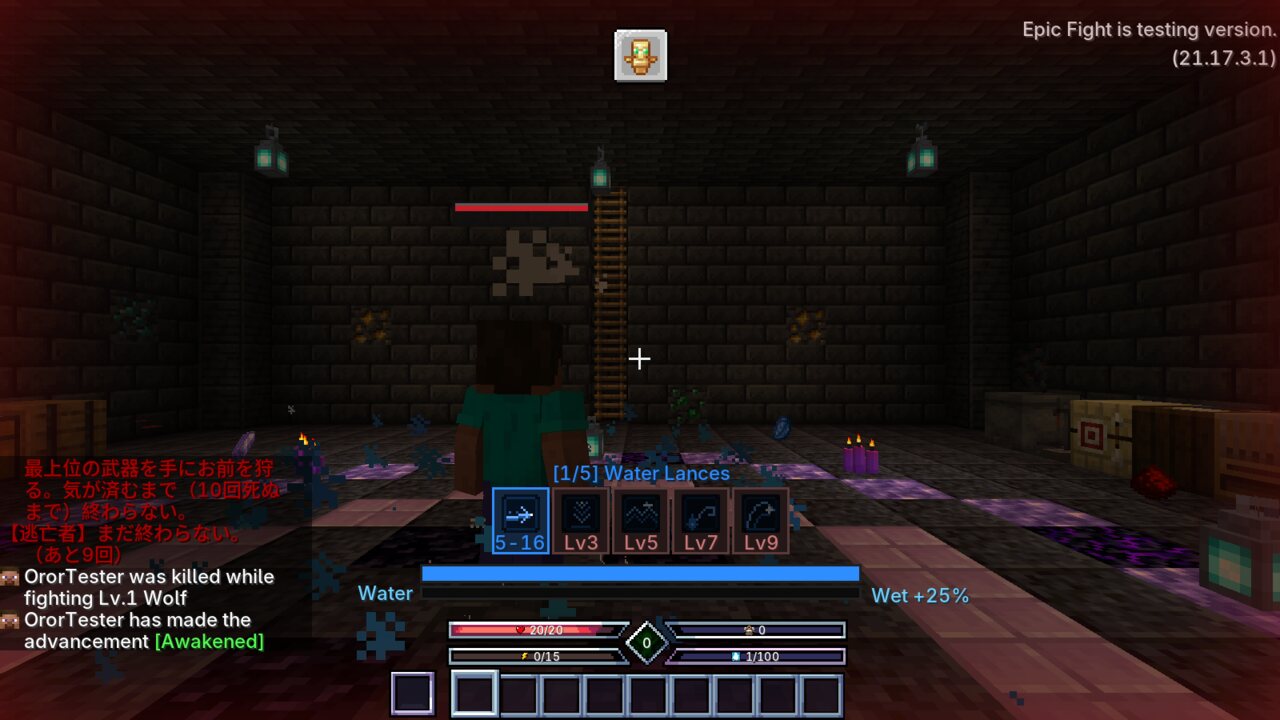 Epic Fight is testing version.
(21.17.3.1)
最上位の武器を手にお前を狩
る。気が済むまで（10回死ぬ
まで）終わらない。
【逃亡者】まだ終わらない。
（あと9回）
OrorTester was killed while
fighting Lv.1 Wolf
OrorTester has made the
advancement [Awakened]
[1/5] Water Lances
5-16 Lv3 Lv5 Lv7 Lv9
Water Wet +25%
20/20 0 0
0/15 1/100